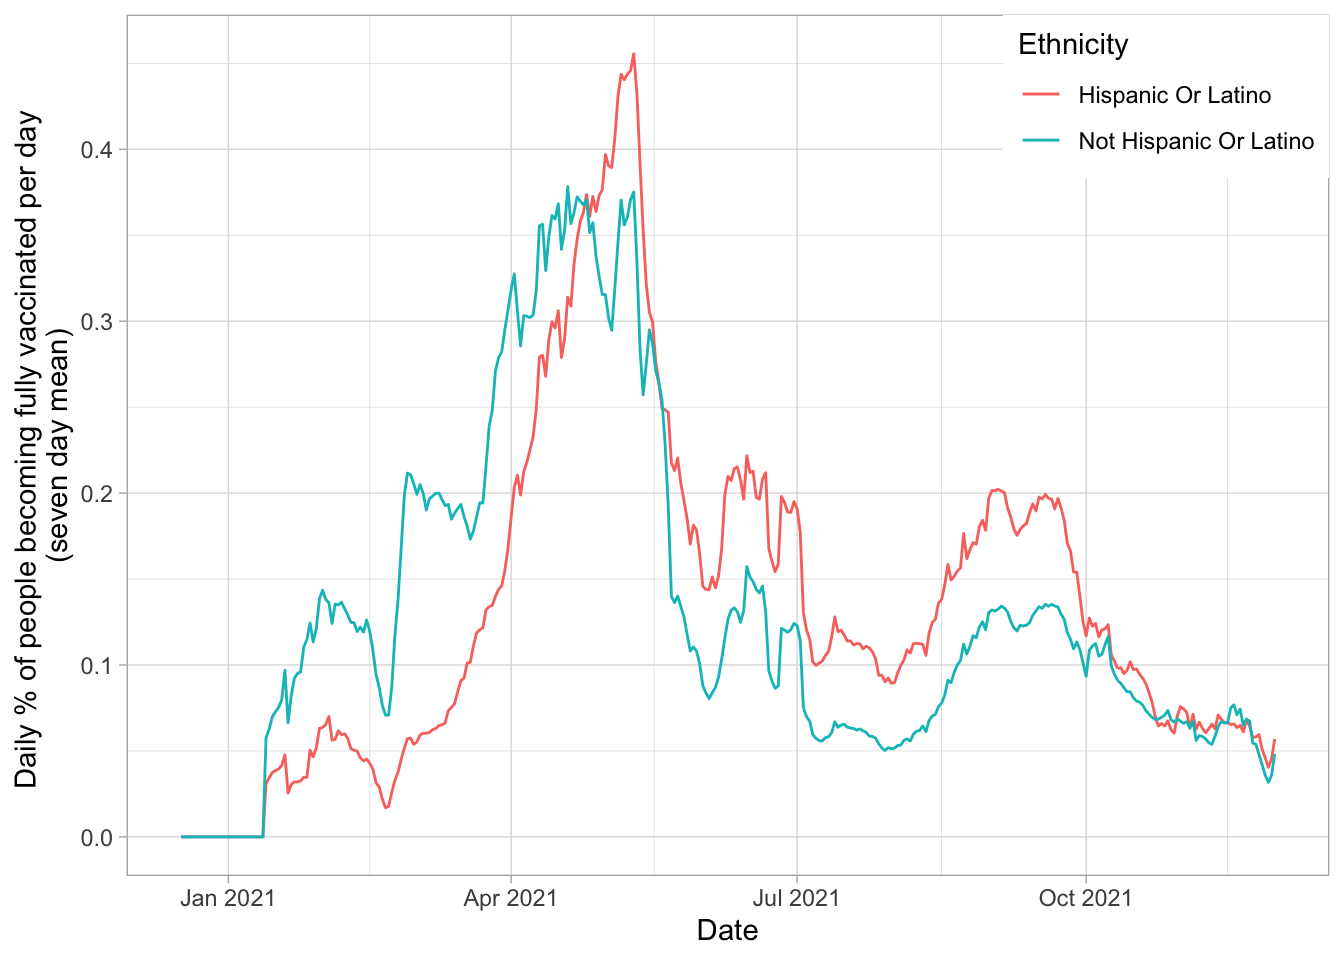 Ethnicity
Hispanic Or Latino
Not Hispanic Or Latino
Daily % of people becoming fully vaccinated per day
(seven day mean)
0.4
0.3
0.2
0.1
0.0
Jan 2021 Apr 2021 Jul 2021 Oct 2021
Date